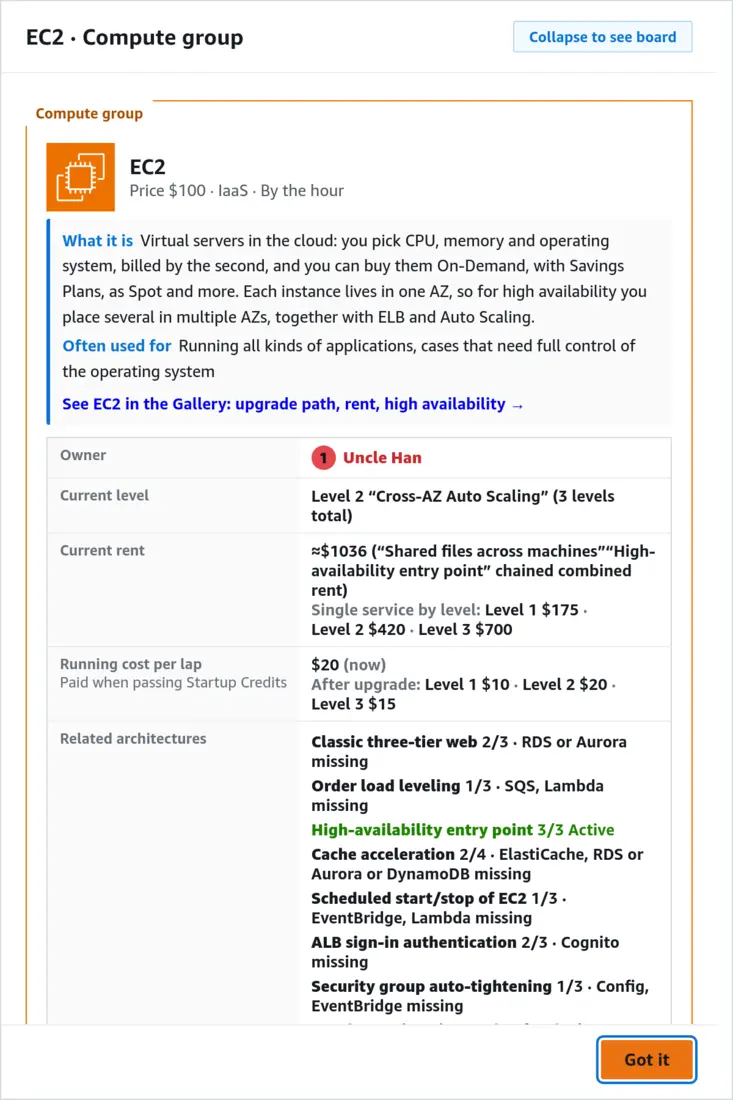 EC2 · Compute group
Collapse to see board
Compute group
EC2
Price $100 · IaaS · By the hour
What it is Virtual servers in the cloud: you pick CPU, memory and operating
system, billed by the second, and you can buy them On-Demand, with Savings
Plans, as Spot and more. Each instance lives in one AZ, so for high availability you
place several in multiple AZs, together with ELB and Auto Scaling.
Often used for Running all kinds of applications, cases that need full control of
the operating system
See EC2 in the Gallery: upgrade path, rent, high availability →
Owner
1 Uncle Han
Current level
Level 2 “Cross-AZ Auto Scaling” (3 levels
total)
Current rent
≈$1036 (“Shared files across machines”“High-
availability entry point” chained combined
rent)
Single service by level: Level 1 $175 ·
Level 2 $420 · Level 3 $700
Running cost per lap
Paid when passing Startup Credits
$20 (now)
After upgrade: Level 1 $10 · Level 2 $20 ·
Level 3 $15
Related architectures
Classic three-tier web 2/3 · RDS or Aurora
missing
Order load leveling 1/3 · SQS, Lambda
missing
High-availability entry point 3/3 Active
Cache acceleration 2/4 · ElastiCache, RDS or
Aurora or DynamoDB missing
Scheduled start/stop of EC2 1/3 ·
EventBridge, Lambda missing
ALB sign-in authentication 2/3 · Cognito
missing
Security group auto-tightening 1/3 · Config,
EventBridge missing
Got it